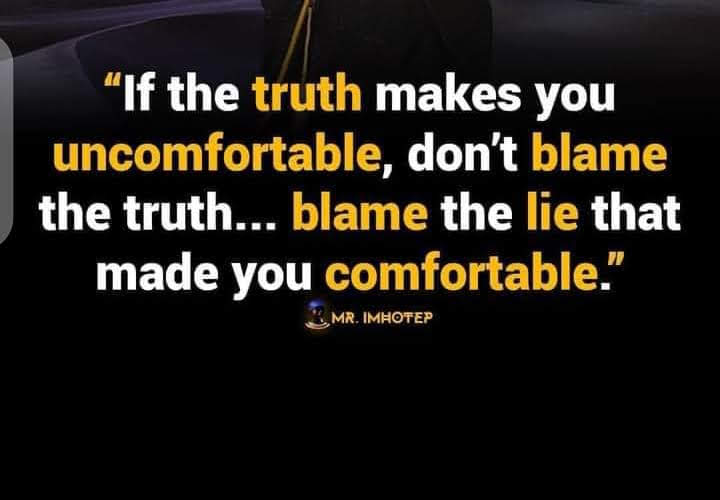 “If the truth makes you
uncomfortable, don’t blame
the truth... blame the lie that
made you comfortable.”
MR. IMHOTEP